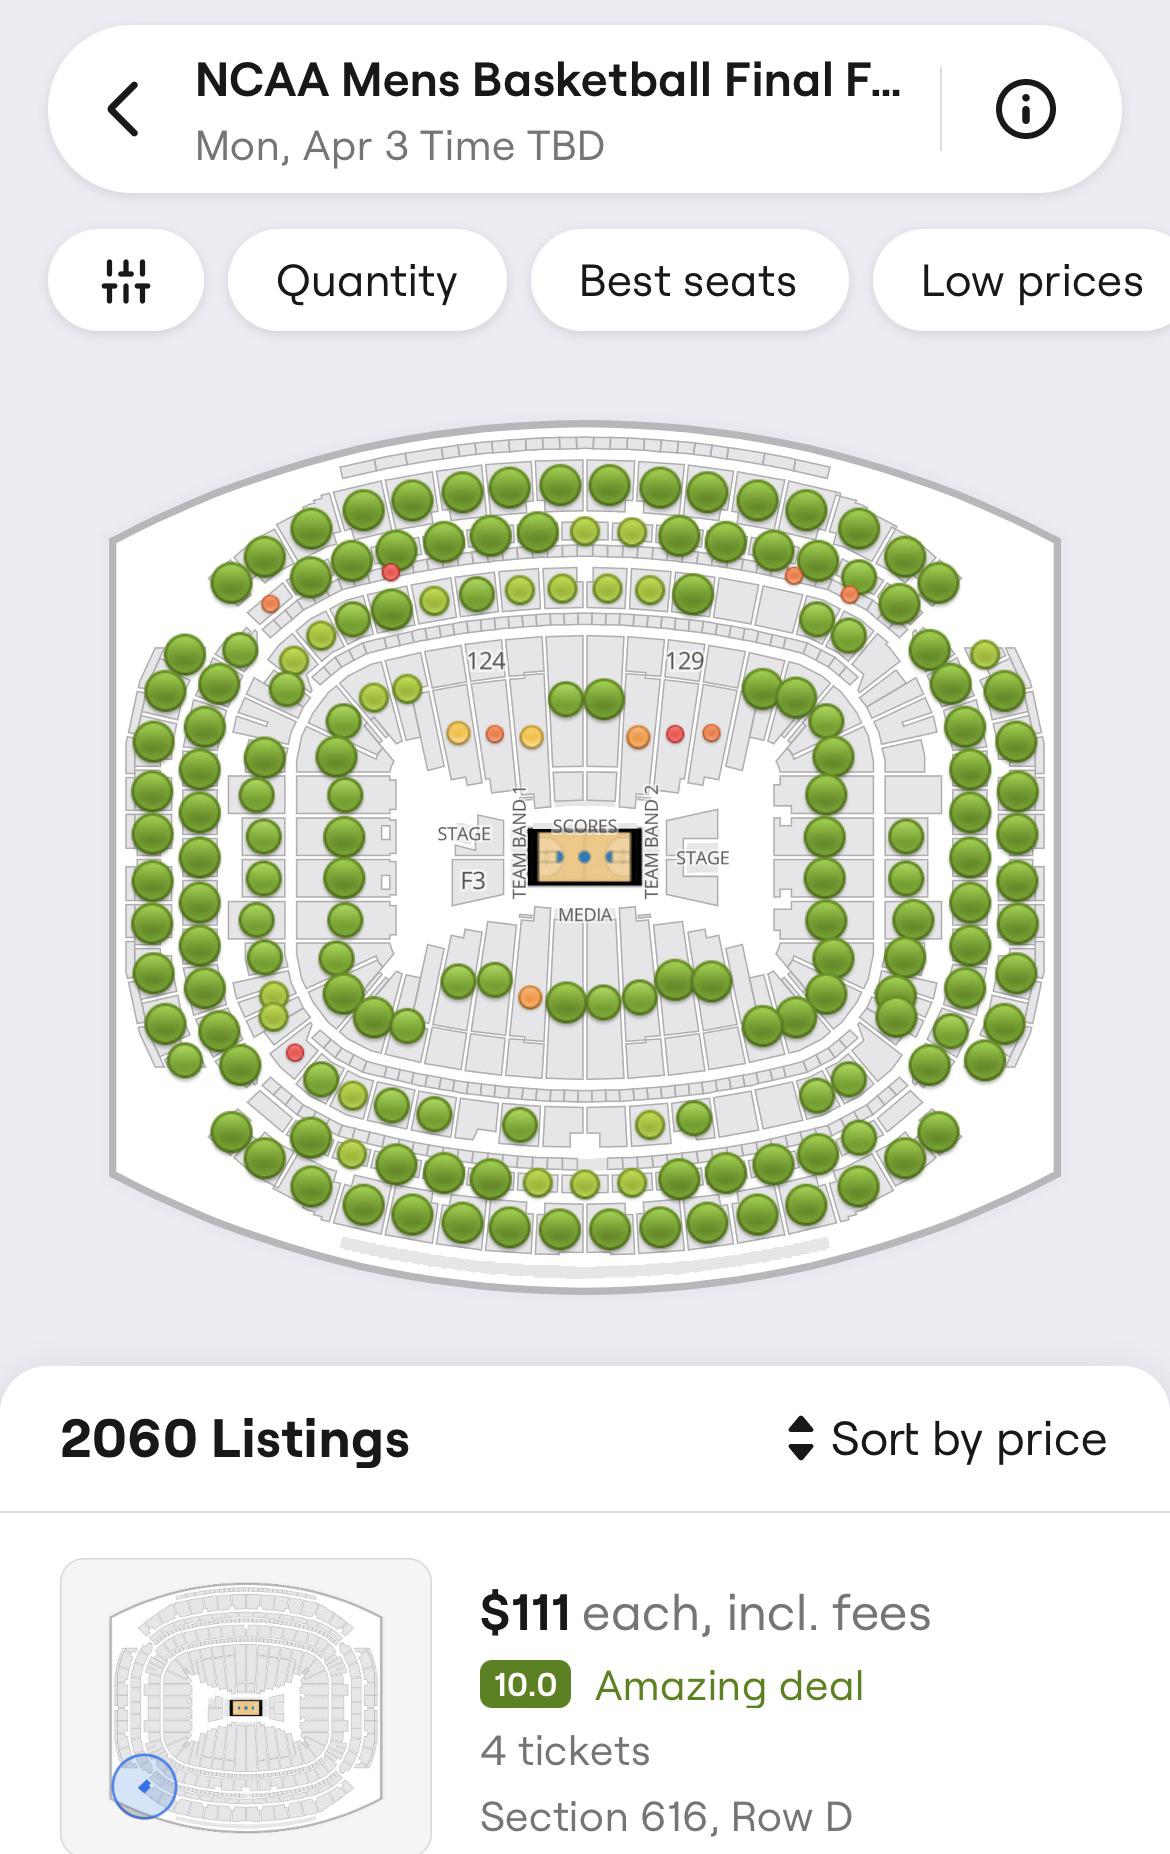 NCAA Mens Basketball Final F...
Mon, Apr 3 Time TBD
Quantity
Best seats
Low prices
124
129
TEAM BAND 1
TEAM BAND 2
SCORES
STAGE
STAGE
F3
MEDIA
2060 Listings
Sort by price
$111 each, incl. fees
10.0 Amazing deal
4 tickets
Section 616, Row D